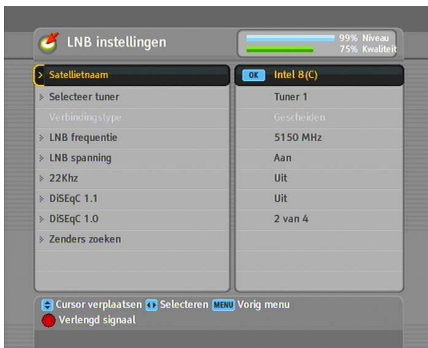 LNB instellingen
99% Niveau
75% Kwaliteit
Satellietnaam OK Intel 8(C)
Selecteer tuner Tuner 1
Verbindingstype Gescheiden
LNB frequentie 5150 MHz
LNB spanning Aan
22Khz Uit
DiSEqC 1.1 Uit
DiSEqC 1.0 2 van 4
Zenders zoeken
Cursor verplaatsen Selecteren MENU Vorig menu
Verlengd signaal